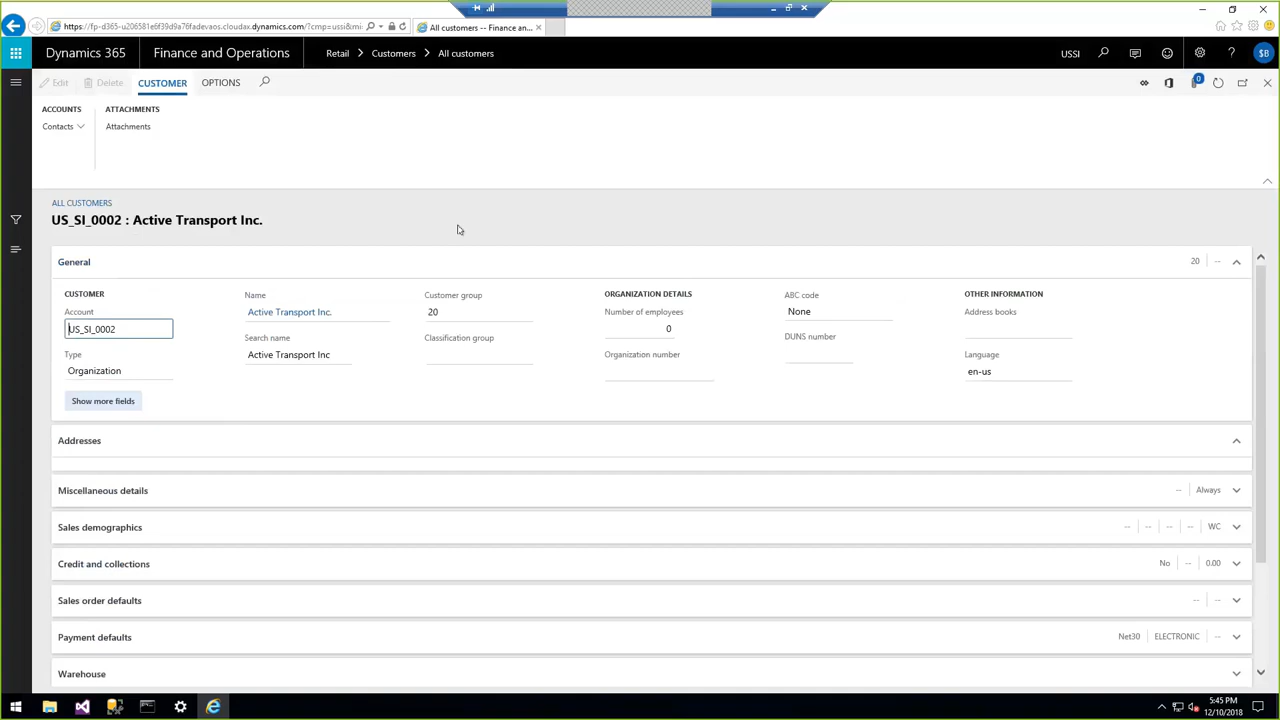 https://fp-d365-u206581e6f39d9a76fadevaos.cloudax.dynamics.com/?cmp=ussi&mi=
All customers -- Finance an...
Dynamics 365
Finance and Operations
Retail > Customers > All customers
USSI
?
$B
Edit
Delete
CUSTOMER
OPTIONS
0
ACCOUNTS
ATTACHMENTS
Contacts
Attachments
ALL CUSTOMERS
US_SI_0002 : Active Transport Inc.
General
20 --
CUSTOMER
Account
US_SI_0002
Type
Organization
Show more fields
Name
Active Transport Inc.
Search name
Active Transport Inc
Customer group
20
Classification group
ORGANIZATION DETAILS
Number of employees
0
Organization number
ABC code
None
DUNS number
OTHER INFORMATION
Address books
Language
en-us
Addresses
Miscellaneous details
-- Always
Sales demographics
-- -- -- -- WC
Credit and collections
No -- 0.00
Sales order defaults
-- --
Payment defaults
Net30 ELECTRONIC --
Warehouse
5:45 PM
12/10/2018